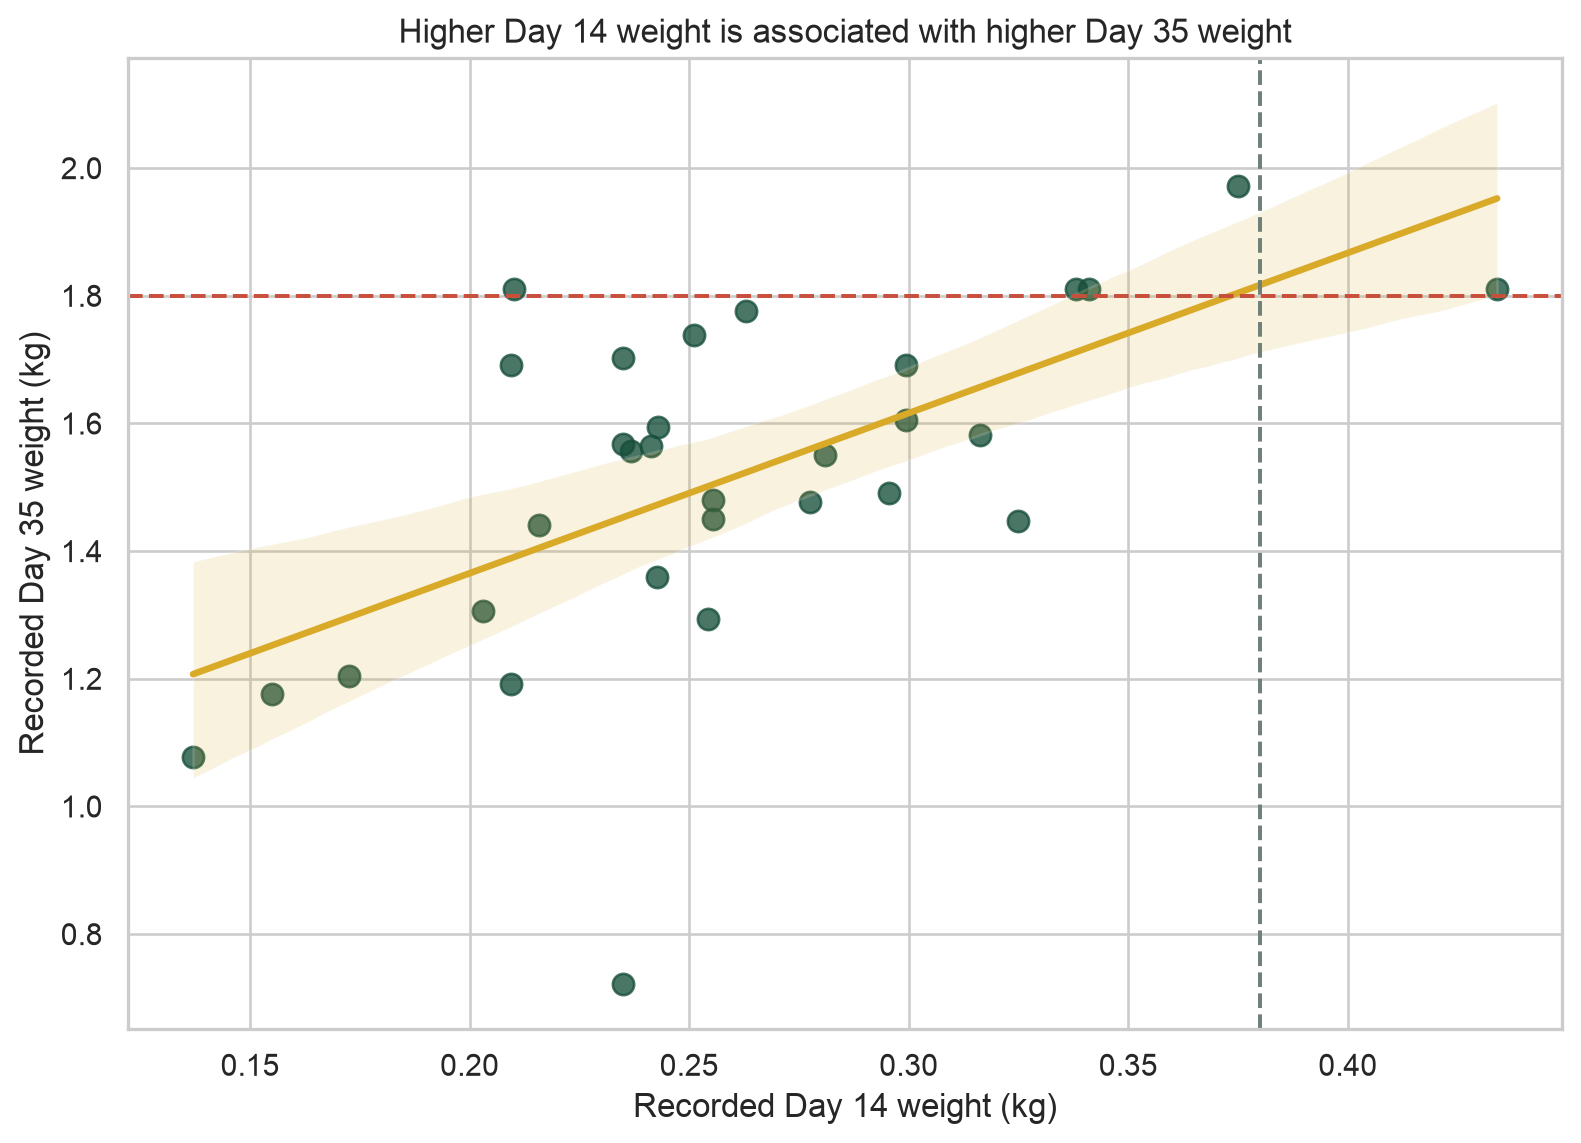 Higher Day 14 weight is associated with higher Day 35 weight
Recorded Day 35 weight (kg)
2.0
1.8
1.6
1.4
1.2
1.0
0.8
0.15 0.20 0.25 0.30 0.35 0.40
Recorded Day 14 weight (kg)